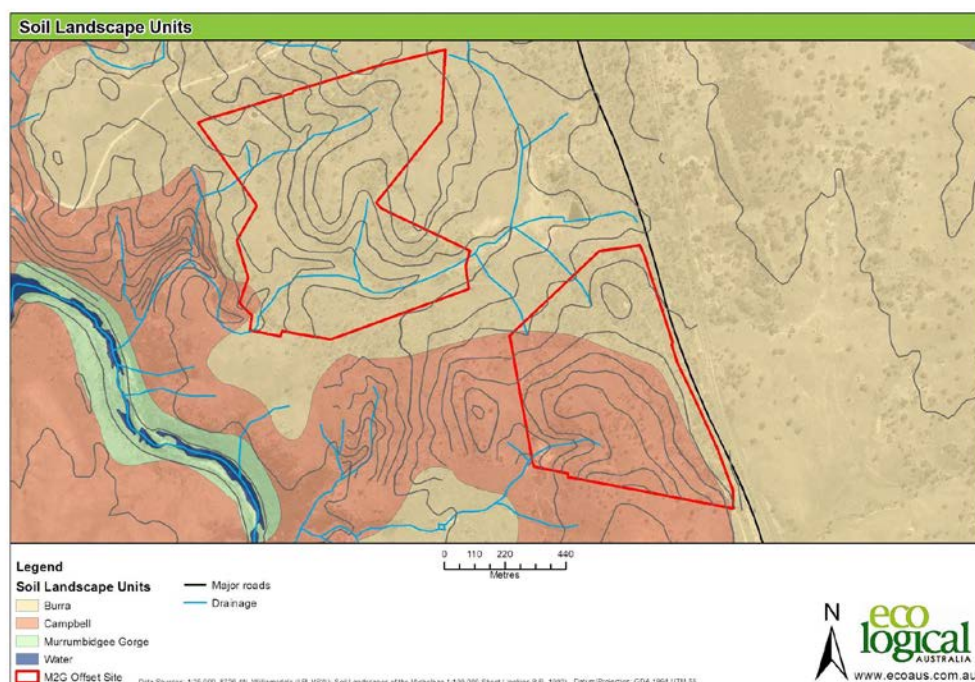 Soil Landscape Units
Legend
Soil Landscape Units
Burra
Campbell
Murrumbidgee Gorge
Water
M2G Offset Site
Major roads
Drainage
0 110 220 440
Metres
N
eco
logical
AUSTRALIA
www.ecoaus.com.au